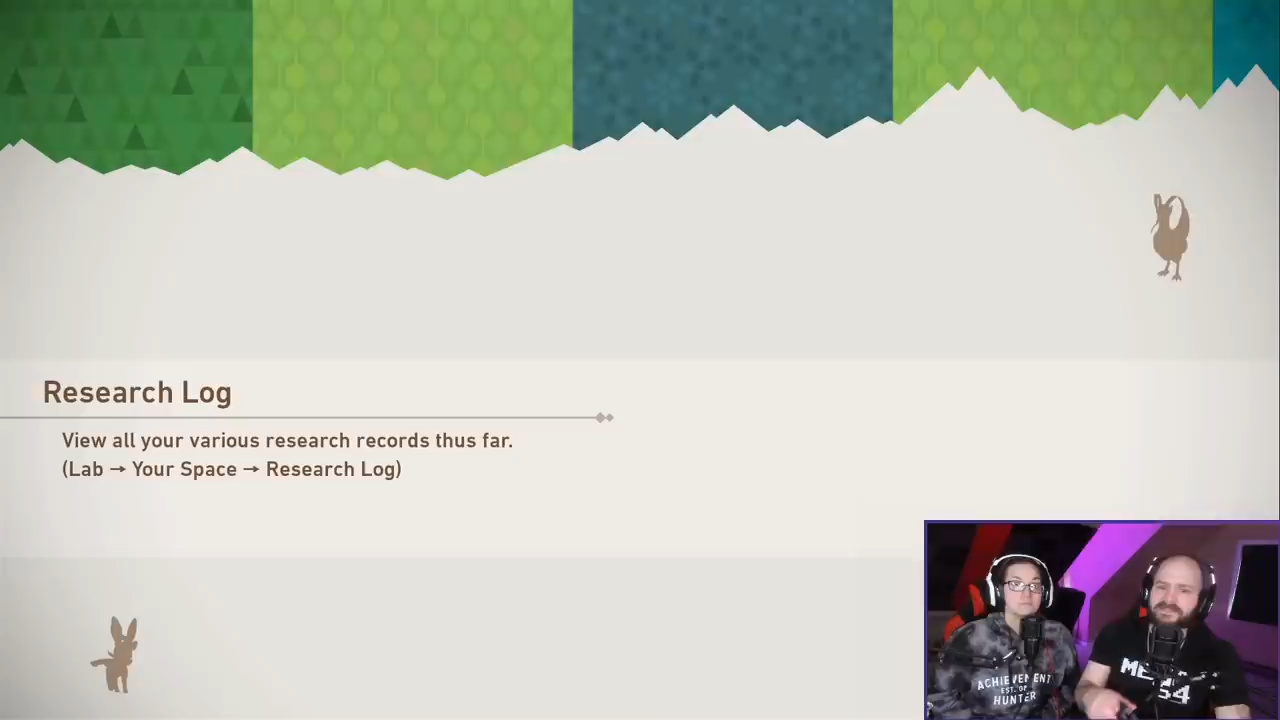 Research Log
View all your various research records thus far.
(Lab → Your Space → Research Log)
ACHIEVEMENT
EST. OF
HUNTER
54